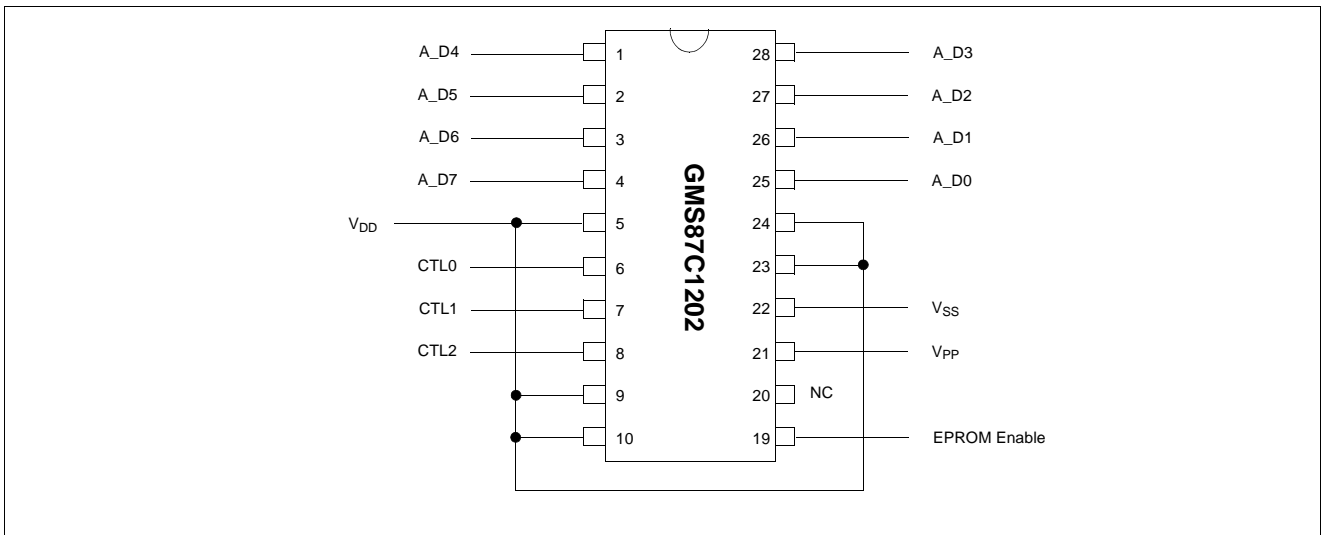 A_D4 1 28 A_D3
A_D5 2 27 A_D2
A_D6 3 26 A_D1
A_D7 4 25 A_D0
VDD 5 24
CTL0 6 23
CTL1 7 22 VSS
CTL2 8 21 VPP
9 20 NC
10 19 EPROM Enable
GMS87C1202